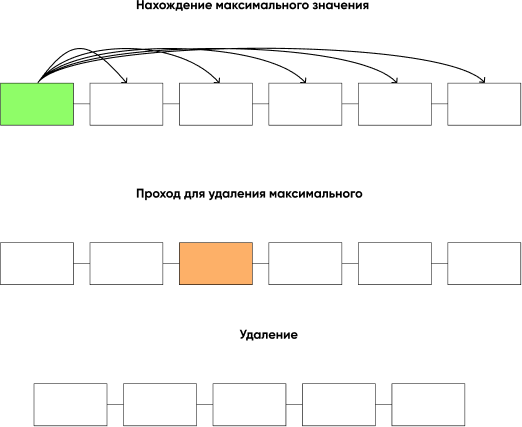 Нахождение максимального значения
Проход для удаления максимального
Удаление